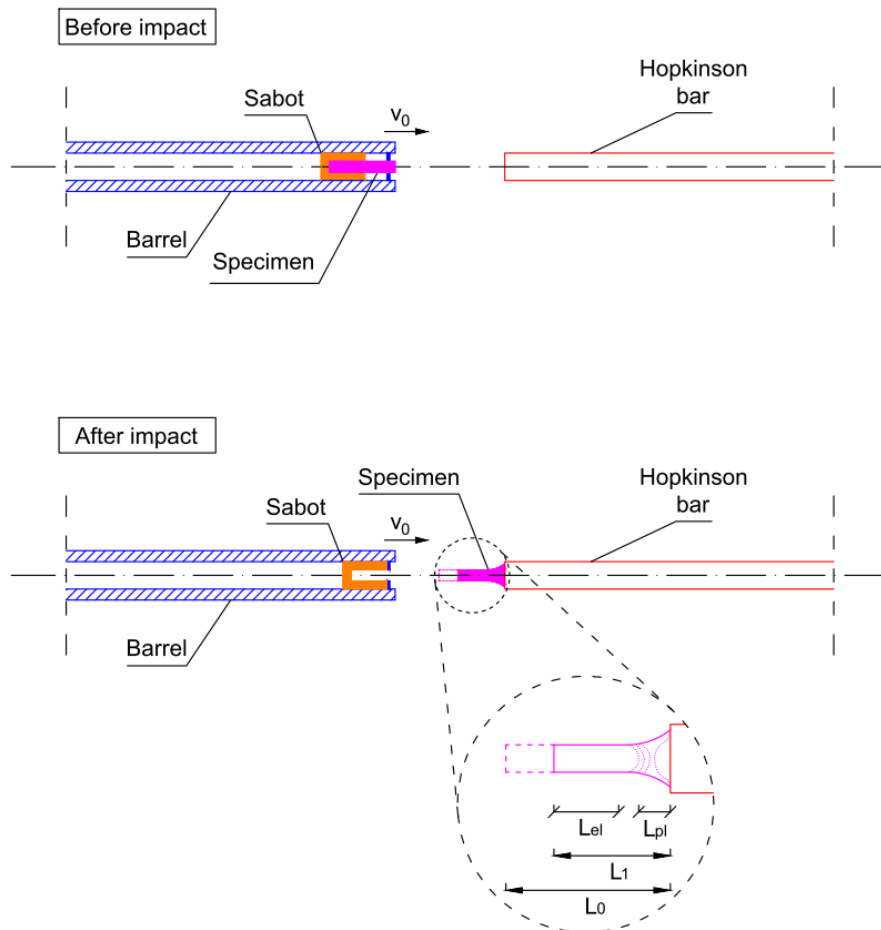 Before impact
Hopkinson
bar
Sabot
v0
Barrel
Specimen
After impact
Specimen
Hopkinson
bar
Sabot
v0
Barrel
Lel
Lpl
L1
L0